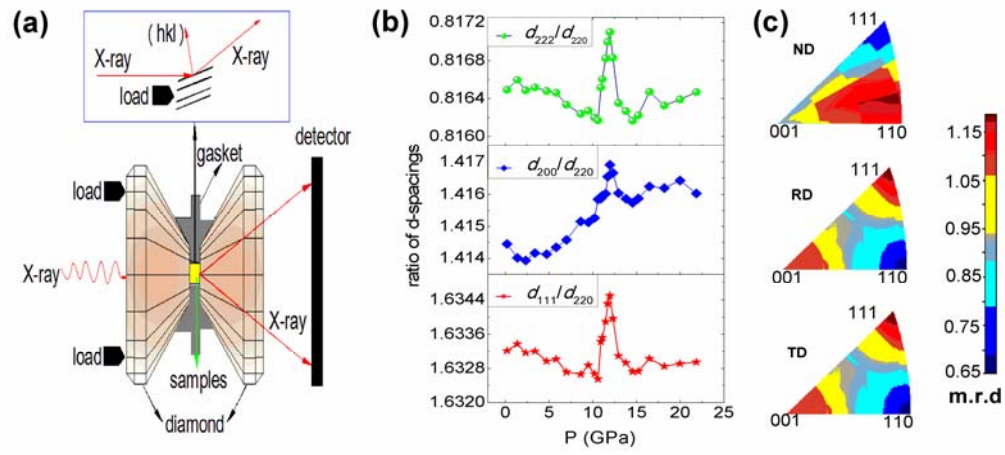 (a)
(hkl)
X-ray
X-ray
load
gasket
detector
load
X-ray
X-ray
load
samples
diamond
(b)
0.8172
d222/d220
0.8168
0.8164
0.8160
1.417
d200/d220
1.416
1.415
1.414
1.6344
d111/d220
1.6336
1.6328
1.6320
ratio of d-spacings
0 5 10 15 20 25
P (GPa)
(c)
111
ND
001 110
111
RD
001 110
111
TD
001 110
1.15
1.05
0.95
0.85
0.75
0.65
m.r.d